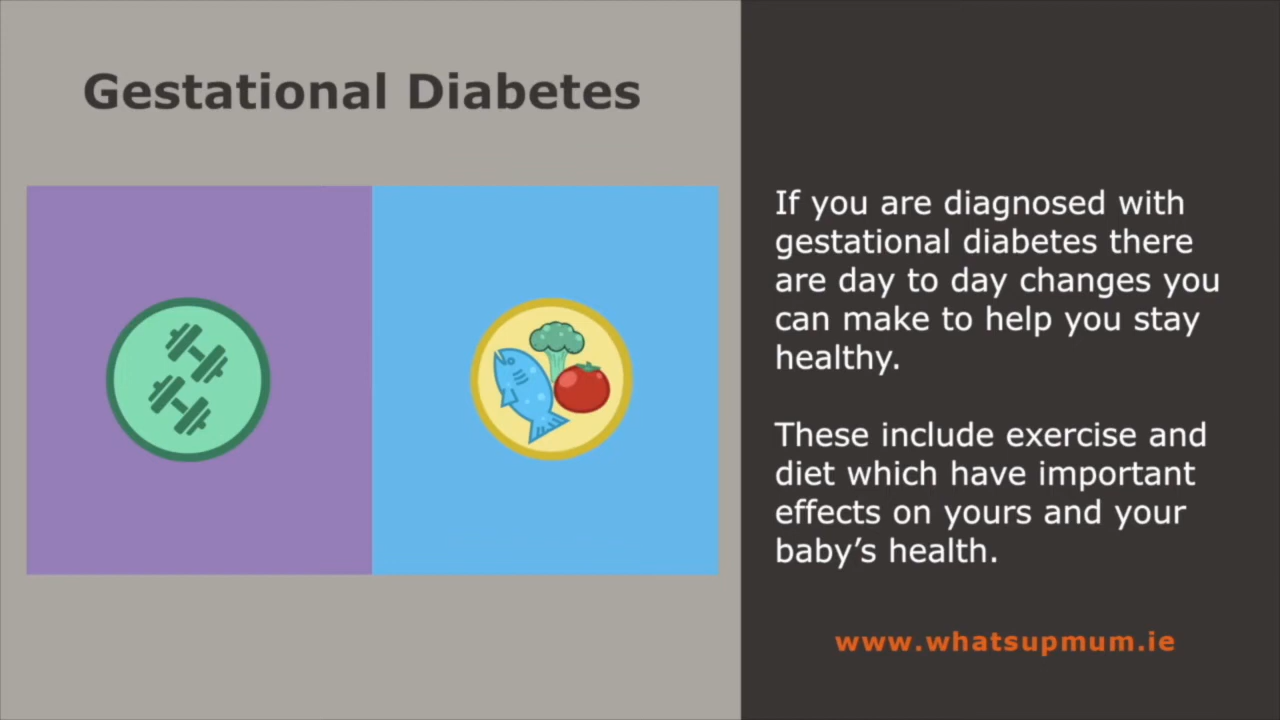 Gestational Diabetes
If you are diagnosed with
gestational diabetes there
are day to day changes you
can make to help you stay
healthy.
These include exercise and
diet which have important
effects on yours and your
baby’s health.
www.whatsupmum.ie